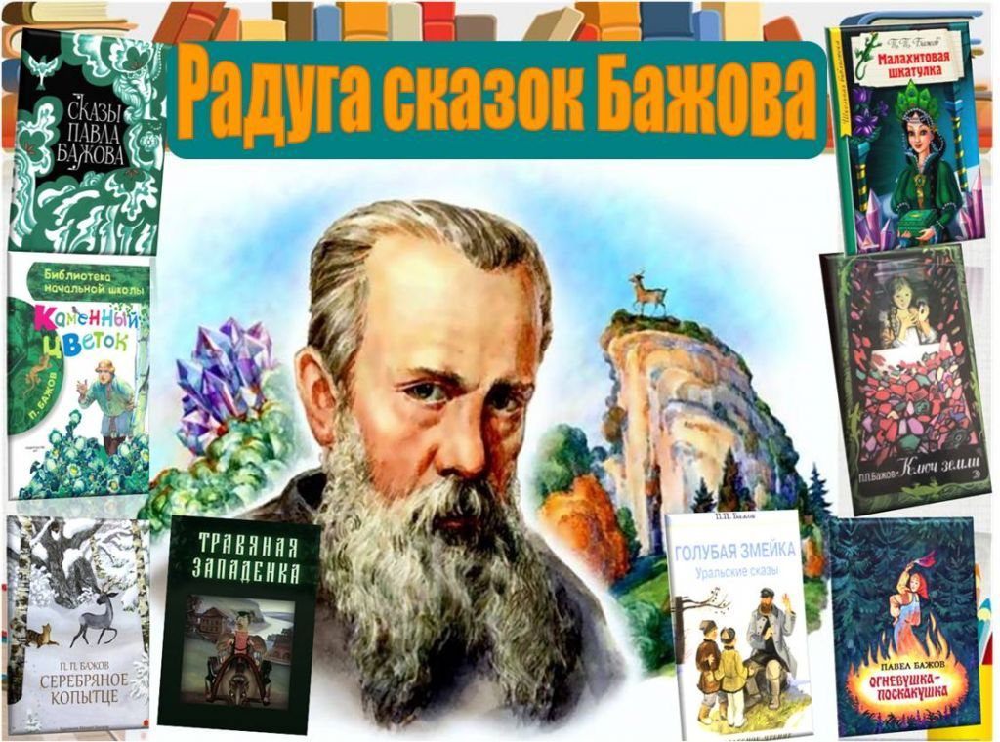 Радуга сказок Бажова
СКАЗЫ
ПАВЛА
БАЖОВА
П. П. Бажов
Малахитовая
шкатулка
Библиотека
начальной школы
Каменный
цветок
П. БАЖОВ
П.П.Бажов
Ключ земли
П. П. БАЖОВ
СЕРЕБРЯНОЕ
КОПЫТЦЕ
ТРАВЯНАЯ
ЗАПАДЕНКА
П.П. Бажов
ГОЛУБАЯ ЗМЕЙКА
Уральские сказы
ПАВЕЛ БАЖОВ
ОГНЕВУШКА-
ПОСКАКУШКА